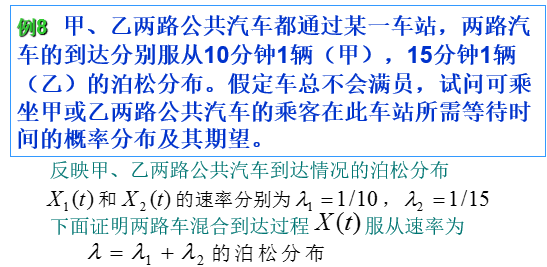 例8 甲、乙两路公共汽车都通过某一车站，两路汽
车的到达分别服从10分钟1辆（甲），15分钟1辆
（乙）的泊松分布。假定车总不会满员，试问可乘
坐甲或乙两路公共汽车的乘客在此车站所需等待时
间的概率分布及其期望。
反映甲、乙两路公共汽车到达情况的泊松分布
X₁(t) 和 X₂(t) 的速率分别为 λ₁ = 1/10 ，λ₂ = 1/15
下面证明两路车混合到达过程 X(t) 服从速率为
λ = λ₁ + λ₂ 的泊松分布